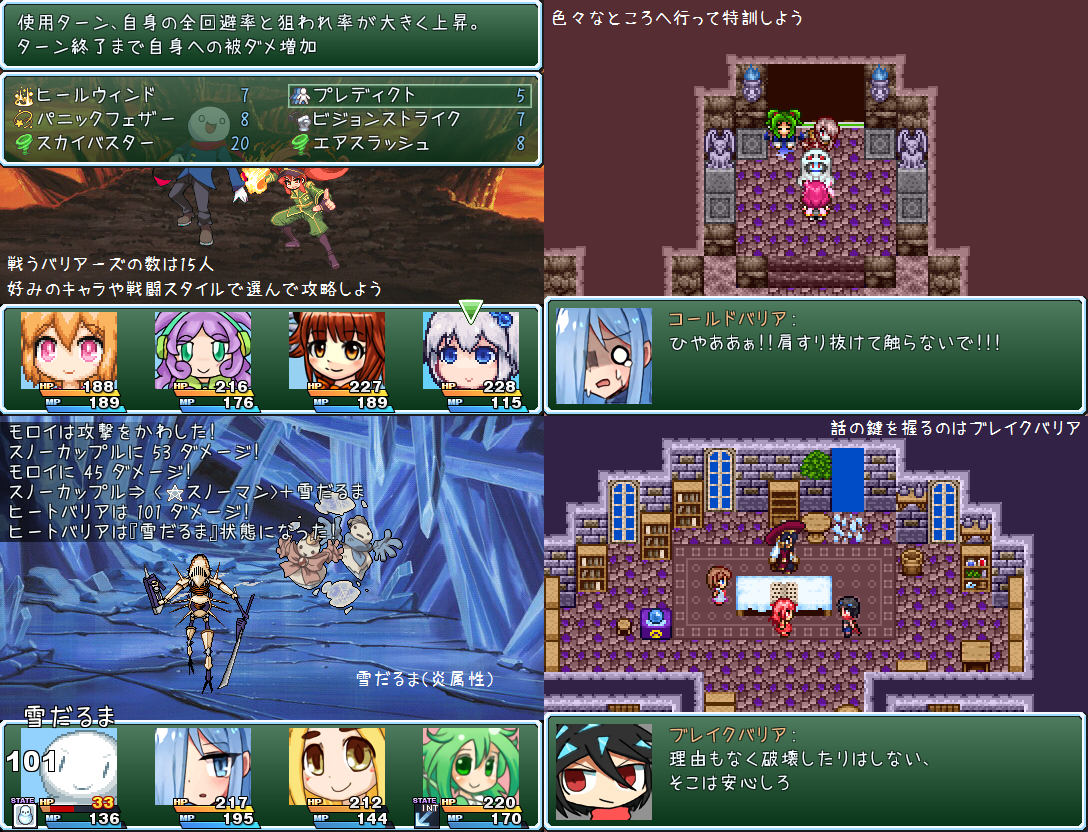 使用ターン、自身の全回避率と狙われ率が大きく上昇。
ターン終了まで自身への被ダメ増加
ヒールウィンド 7
プレディクト 5
パニックフェザー 8
ビジョンストライク 7
スカイバスター 20
エアスラッシュ 8
戦うバリアーズの数は15人
好みのキャラや戦闘スタイルで選んで攻略しよう
HP 188
MP 189
HP 216
MP 176
HP 227
MP 189
HP 228
MP 115
色々なところへ行って特訓しよう
コールドバリア：
ひやああぁ!!肩すり抜けて触らないで!!!
モロイは攻撃をかわした!
スノーカップルに 53 ダメージ!
モロイに 45 ダメージ!
スノーカップル⇒〈☆スノーマン〉+雪だるま
ヒートバリアは 101 ダメージ!
ヒートバリアは『雪だるま』状態になった!
雪だるま(炎属性)
雪だるま
101
STATE
HP 33
MP 136
HP 217
MP 195
HP 212
MP 144
STATE
INT
HP 220
MP 170
話の鍵を握るのはブレイクバリア
ブレイクバリア：
理由もなく破壊したりはしない、
そこは安心しろ